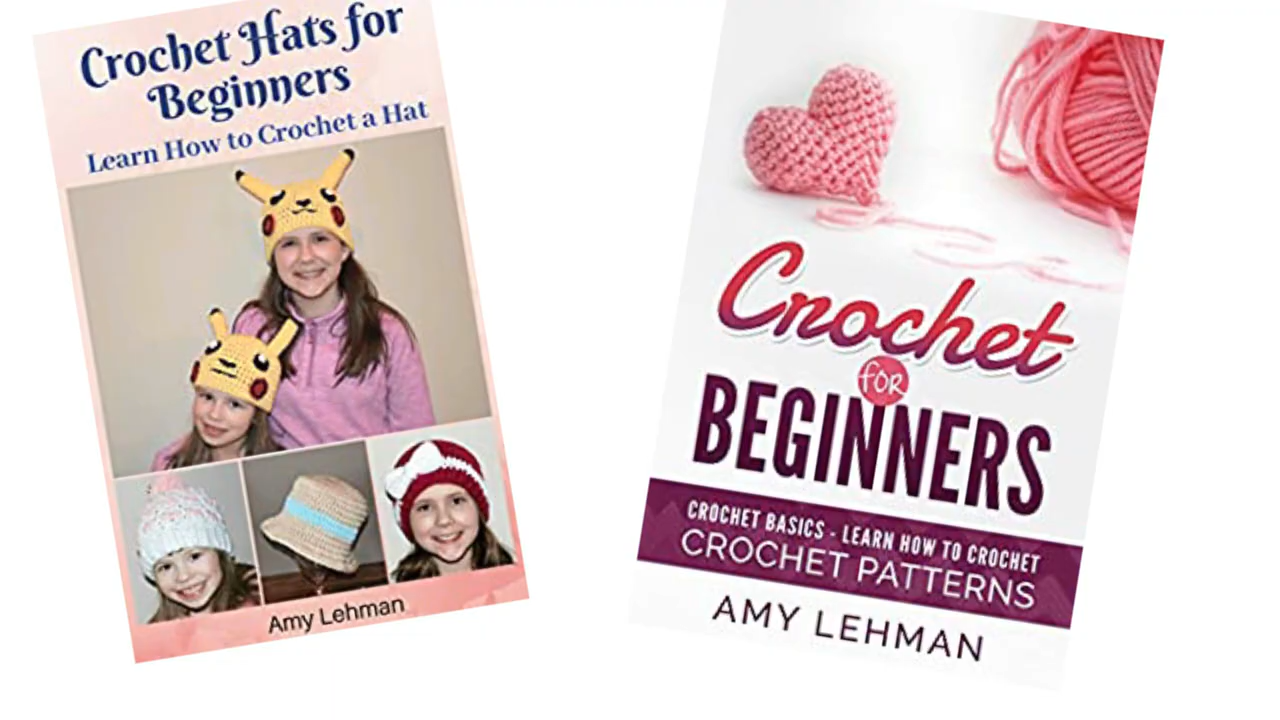 Crochet Hats for
Beginners
Learn How to Crochet a Hat
Amy Lehman
Crochet
for
BEGINNERS
CROCHET BASICS - LEARN HOW TO CROCHET
CROCHET PATTERNS
AMY LEHMAN